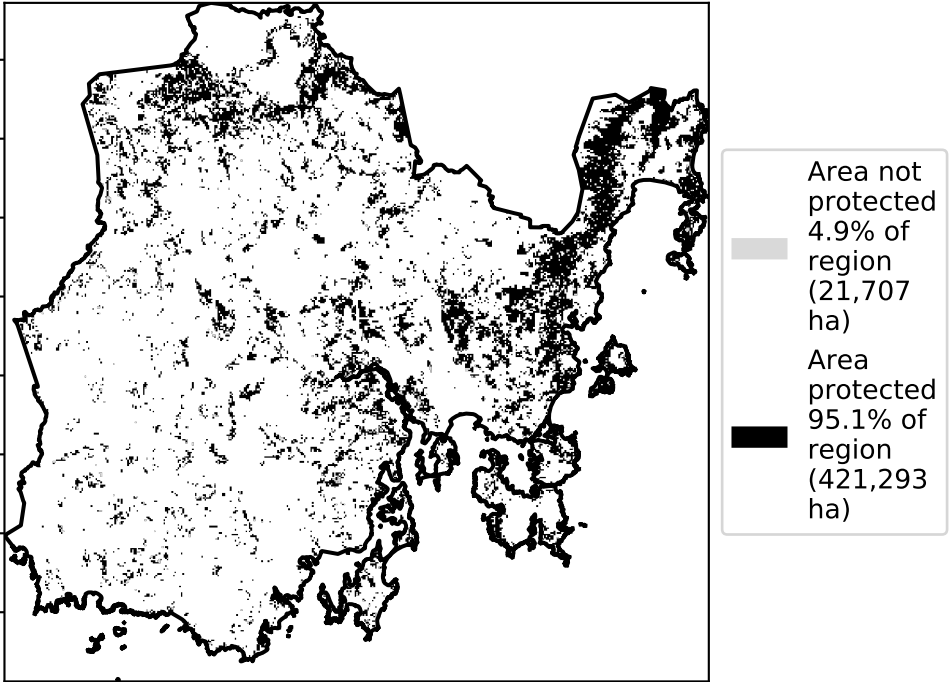 Area not
protected
4.9% of
region
(21,707
ha)
Area
protected
95.1% of
region
(421,293
ha)